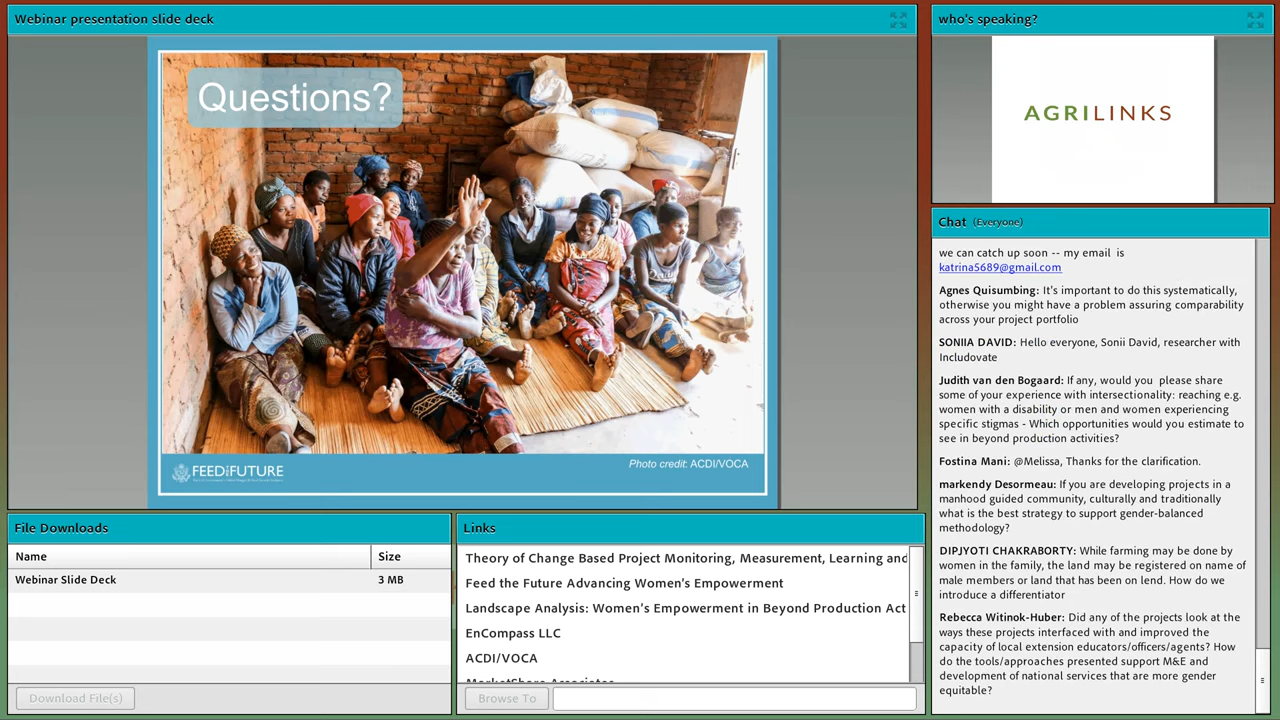 Webinar presentation slide deck
Questions?
FEED THE FUTURE
Photo credit: ACDI/VOCA
who's speaking?
AGRILINKS
Chat (Everyone)
we can catch up soon -- my email is
katrina5689@gmail.com
Agnes Quisumbing: It's important to do this systematically,
otherwise you might have a problem assuring comparability
across your project portfolio
SONIIA DAVID: Hello everyone, Sonii David, researcher with
Includovate
Judith van den Bogaard: If any, would you please share
some of your experience with intersectionality: reaching e.g.
women with a disability or men and women experiencing
specific stigmas - Which opportunities would you estimate to
see in beyond production activities?
Fostina Mani: @Melissa, Thanks for the clarification.
markendy Desormeau: If you are developing projects in a
manhood guided community, culturally and traditionally
what is the best strategy to support gender-balanced
methodology?
DIPJYOTI CHAKRABORTY: While farming may be done by
women in the family, the land may be registered on name of
male members or land that has been on lend. How do we
introduce a differentiator
Rebecca Witinok-Huber: Did any of the projects look at the
ways these projects interfaced with and improved the
capacity of local extension educators/officers/agents? How
do the tools/approaches presented support M&E and
development of national services that are more gender
equitable?
File Downloads
Name Size
Webinar Slide Deck 3 MB
Download File(s)
Links
Theory of Change Based Project Monitoring, Measurement, Learning and
Feed the Future Advancing Women's Empowerment
Landscape Analysis: Women's Empowerment in Beyond Production Act
EnCompass LLC
ACDI/VOCA
MarketShare Associates
Browse To